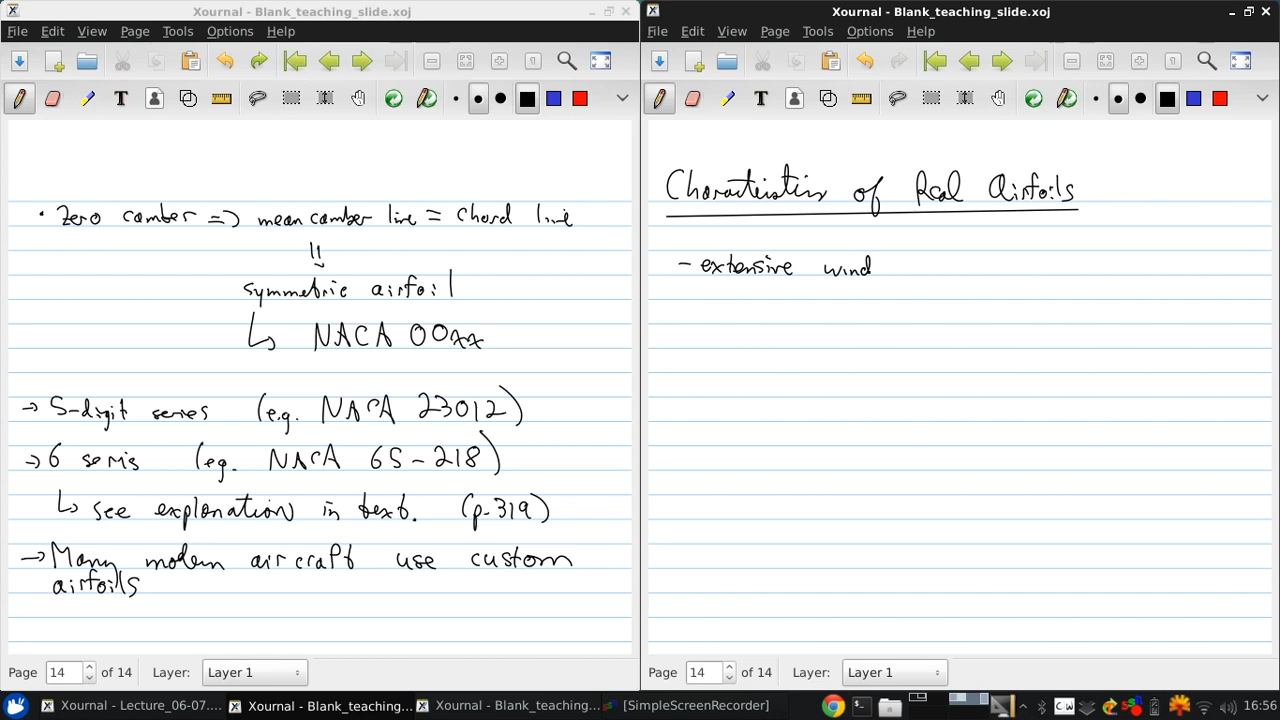 Xournal - Blank_teaching_slide.xoj
File Edit View Page Tools Options Help
· Zero camber => mean camber line = chord line
symmetric airfoil
↳ NACA 00xx
→ 5-digit series (e.g. NACA 23012)
→ 6 series (eg. NACA 65-218)
↳ see explanation in text. (p.319)
→ Many modern aircraft use custom
airfoils
Page 14 of 14 Layer: Layer 1
Xournal - Blank_teaching_slide.xoj
File Edit View Page Tools Options Help
Characteristics of Real Airfoils
- extensive wind
Page 14 of 14 Layer: Layer 1
Xournal - Lecture_06-07.... Xournal - Blank_teaching.... Xournal - Blank_teaching... [SimpleScreenRecorder] 16:56